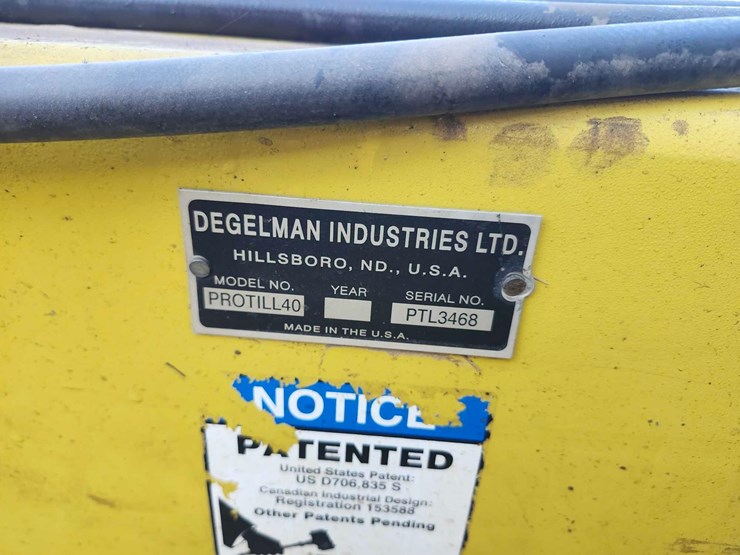 DEGELMAN INDUSTRIES LTD.
HILLSBORO, ND., U.S.A.
MODEL NO. YEAR SERIAL NO.
PROTILL40 PTL3468
MADE IN THE U.S.A.
NOTICE
PATENTED
United States Patent:
US D706,835 S
Canadian Industrial Design:
Registration 153588
Other Patents Pending